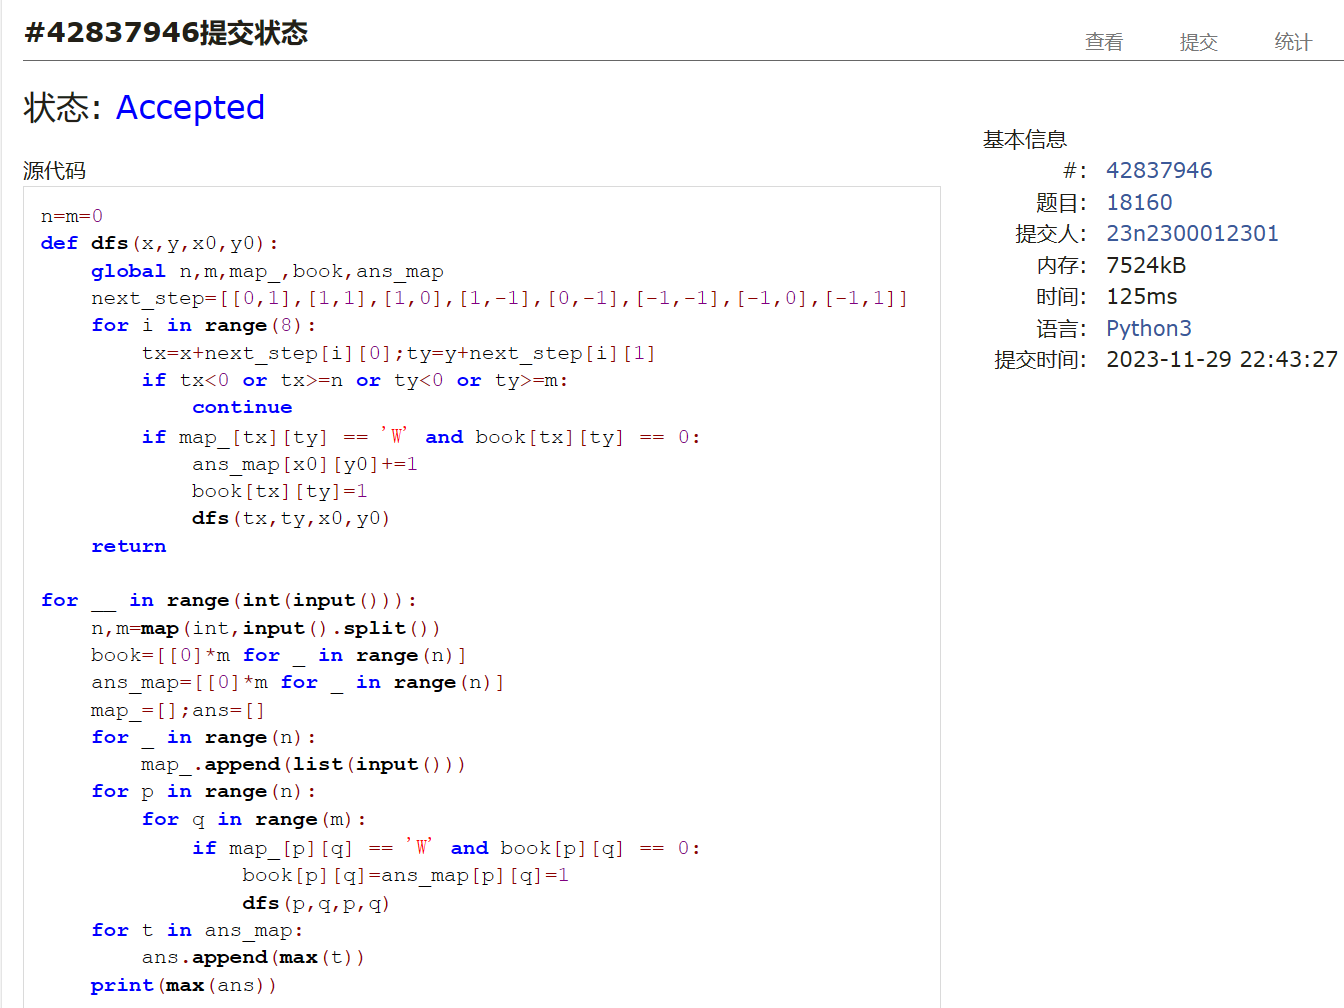 #42837946提交状态
查看 提交 统计
状态: Accepted
源代码
n=m=0
def dfs(x,y,x0,y0):
    global n,m,map_,book,ans_map
    next_step=[[0,1],[1,1],[1,0],[1,-1],[0,-1],[-1,-1],[-1,0],[-1,1]]
    for i in range(8):
        tx=x+next_step[i][0];ty=y+next_step[i][1]
        if tx<0 or tx>=n or ty<0 or ty>=m:
            continue
        if map_[tx][ty] == 'W' and book[tx][ty] == 0:
            ans_map[x0][y0]+=1
            book[tx][ty]=1
            dfs(tx,ty,x0,y0)
    return
for __ in range(int(input())):
    n,m=map(int,input().split())
    book=[[0]*m for _ in range(n)]
    ans_map=[[0]*m for _ in range(n)]
    map_=[];ans=[]
    for _ in range(n):
        map_.append(list(input()))
    for p in range(n):
        for q in range(m):
            if map_[p][q] == 'W' and book[p][q] == 0:
                book[p][q]=ans_map[p][q]=1
                dfs(p,q,p,q)
    for t in ans_map:
        ans.append(max(t))
    print(max(ans))
基本信息
#: 42837946
题目: 18160
提交人: 23n2300012301
内存: 7524kB
时间: 125ms
语言: Python3
提交时间: 2023-11-29 22:43:27